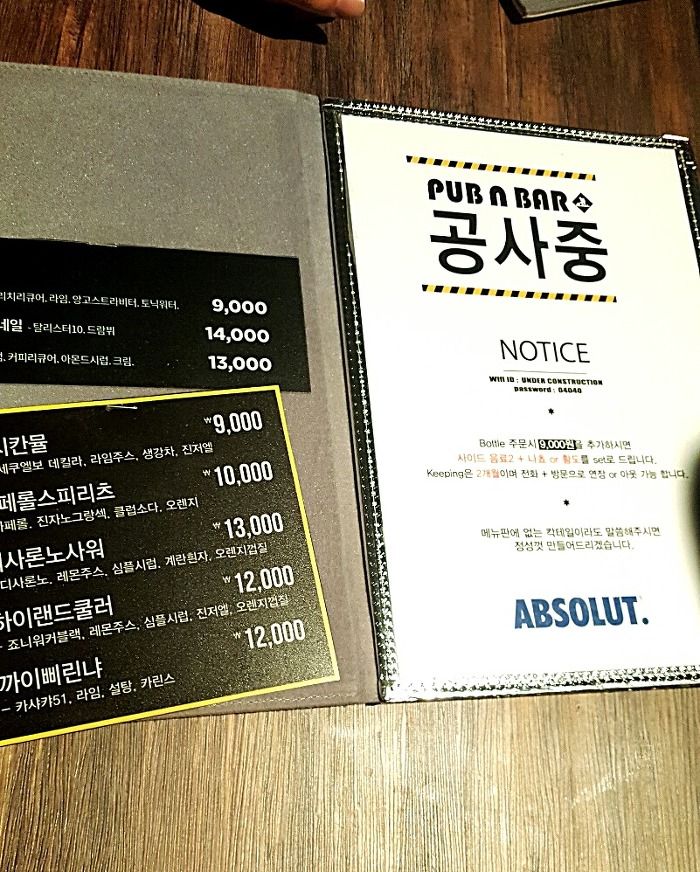 리치리큐어, 라임, 앙고스트라비터, 토닉워터. 9,000
네일 - 탈리스터10, 드람뷔 14,000
커피리큐어, 아몬드시럽, 크림. 13,000
₩9,000
시칸뮬
세쿠엘보 데킬라, 라임주스, 생강차, 진저엘
₩10,000
페롤스피리츠
아페롤, 진자노그랑섹, 클럽소다, 오렌지
₩13,000
디사론노사워
디사론노, 레몬주스, 심플시럽, 계란흰자, 오렌지껍질
₩12,000
하이랜드쿨러
- 죠니워커블랙, 레몬주스, 심플시럽, 진저엘, 오렌지껍질
₩12,000
까이삐린냐
- 카샤카51, 라임, 설탕, 카린스
PUB N BAR
공사중
NOTICE
Wifi ID : UNDER CONSTRUCTION
password : 04040
*
Bottle 주문시 9,000원을 추가하시면
사이드 음료2 + 나쵸 or 황도를 set로 드립니다.
Keeping은 2개월이며 전화 + 방문으로 연장 or 아웃 가능 합니다.
*
메뉴판에 없는 칵테일이라도 말씀해주시면
정성껏 만들어드리겠습니다.
ABSOLUT.